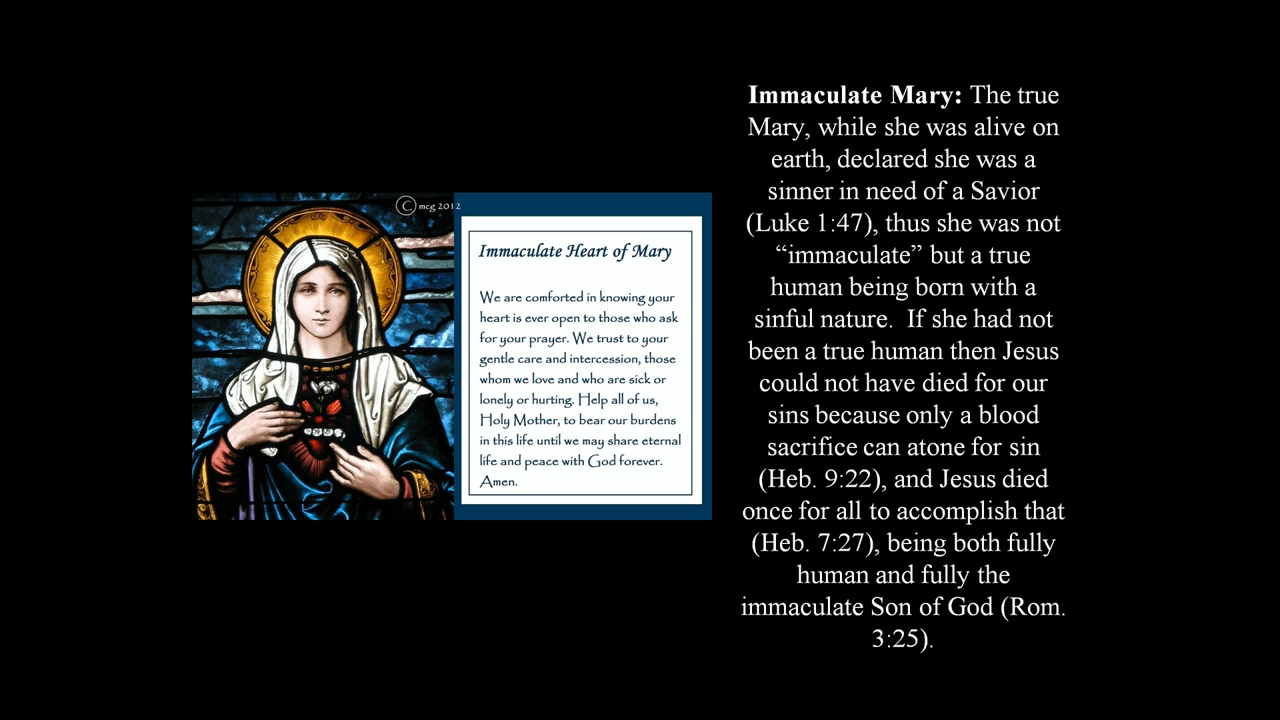 © mcg 2012
Immaculate Heart of Mary
We are comforted in knowing your
heart is ever open to those who ask
for your prayer. We trust to your
gentle care and intercession, those
whom we love and who are sick or
lonely or hurting. Help all of us,
Holy Mother, to bear our burdens
in this life until we may share eternal
life and peace with God forever.
Amen.
Immaculate Mary: The true
Mary, while she was alive on
earth, declared she was a
sinner in need of a Savior
(Luke 1:47), thus she was not
“immaculate” but a true
human being born with a
sinful nature.  If she had not
been a true human then Jesus
could not have died for our
sins because only a blood
sacrifice can atone for sin
(Heb. 9:22), and Jesus died
once for all to accomplish that
(Heb. 7:27), being both fully
human and fully the
immaculate Son of God (Rom.
3:25).